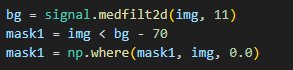 bg = signal.medfilt2d(img, 11)
mask1 = img < bg - 70
mask1 = np.where(mask1, img, 0.0)